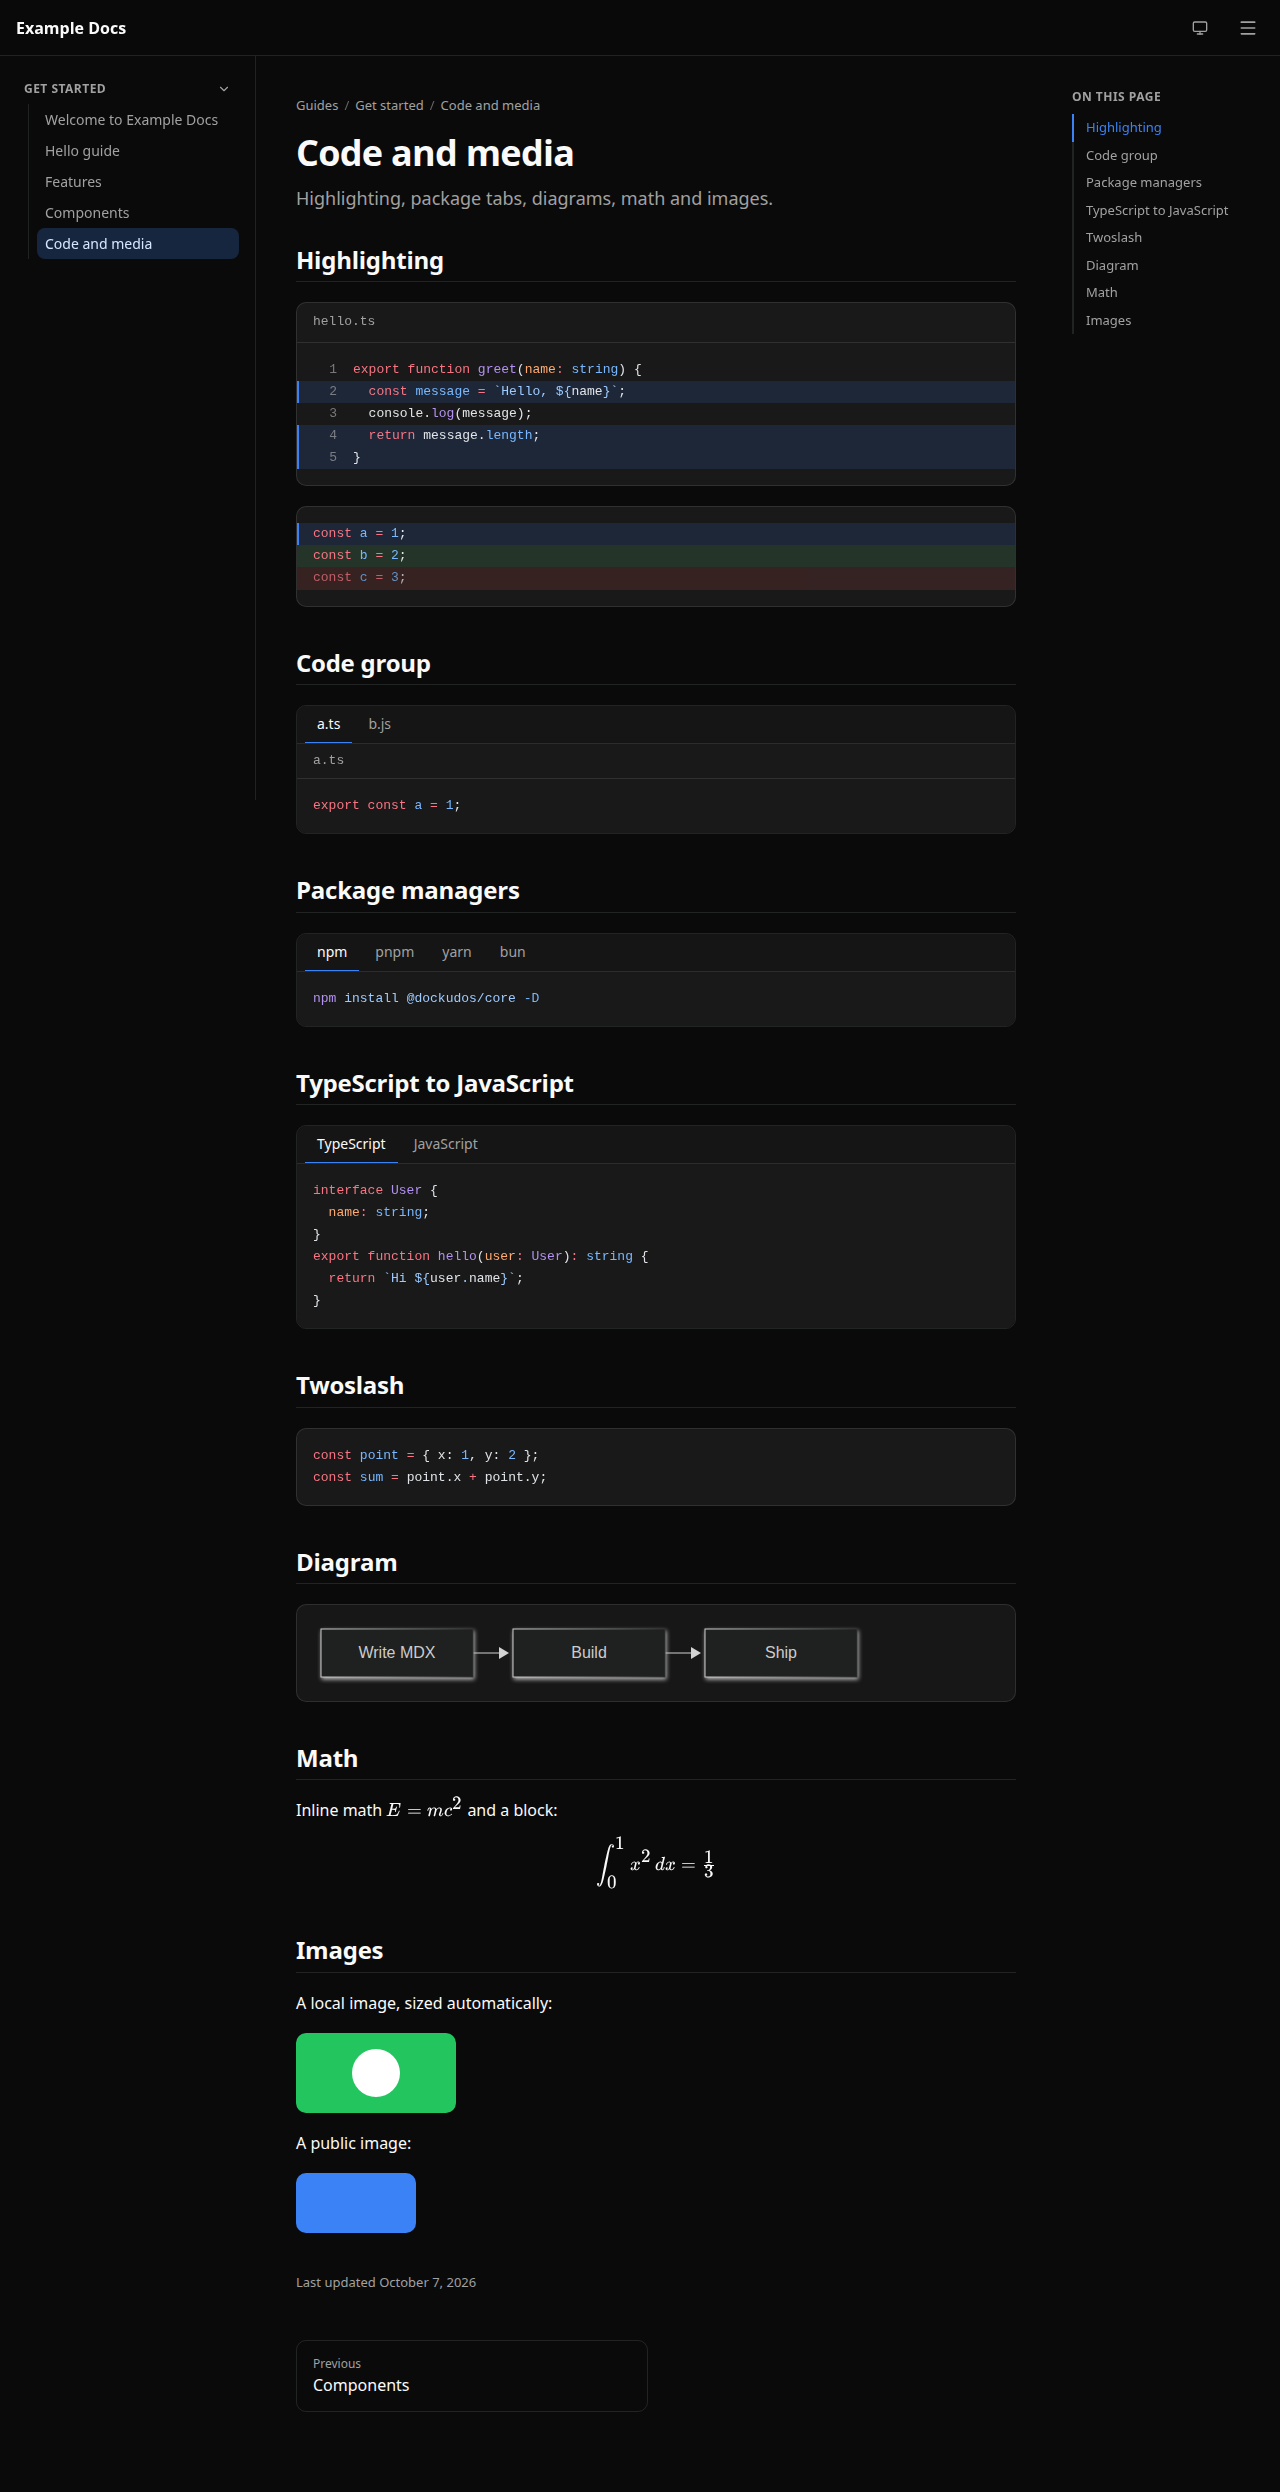 Example Docs
GET STARTED
Welcome to Example Docs
Hello guide
Features
Components
Code and media
Guides / Get started / Code and media
Code and media
Highlighting, package tabs, diagrams, math and images.
Highlighting
hello.ts
1 export function greet(name: string) {
2   const message = `Hello, ${name}`;
3   console.log(message);
4   return message.length;
5 }
const a = 1;
const b = 2;
const c = 3;
Code group
a.ts b.js
a.ts
export const a = 1;
Package managers
npm pnpm yarn bun
npm install @dockudos/core -D
TypeScript to JavaScript
TypeScript JavaScript
interface User {
  name: string;
}
export function hello(user: User): string {
  return `Hi ${user.name}`;
}
Twoslash
const point = { x: 1, y: 2 };
const sum = point.x + point.y;
Diagram
Write MDX Build Ship
Math
Inline math E = mc² and a block:
∫₀¹ x² dx = 1/3
Images
A local image, sized automatically:
A public image:
Last updated October 7, 2026
Previous
Components
ON THIS PAGE
Highlighting
Code group
Package managers
TypeScript to JavaScript
Twoslash
Diagram
Math
Images